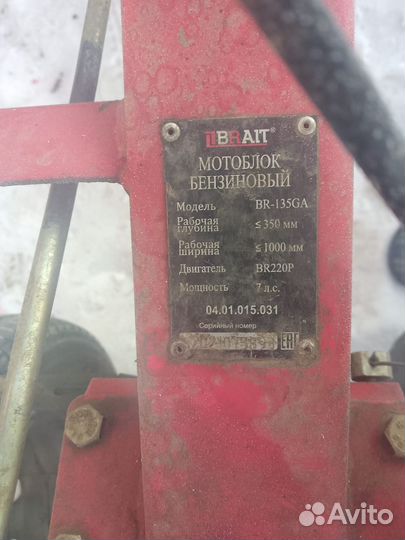 BRAIT®
МОТОБЛОК
БЕНЗИНОВЫЙ
Модель BR-135GA
Рабочая глубина ≤ 350 мм
Рабочая ширина ≤ 1000 мм
Двигатель BR220P
Мощность 7 л.с.
04.01.015.031
Серийный номер
EAC
Avito